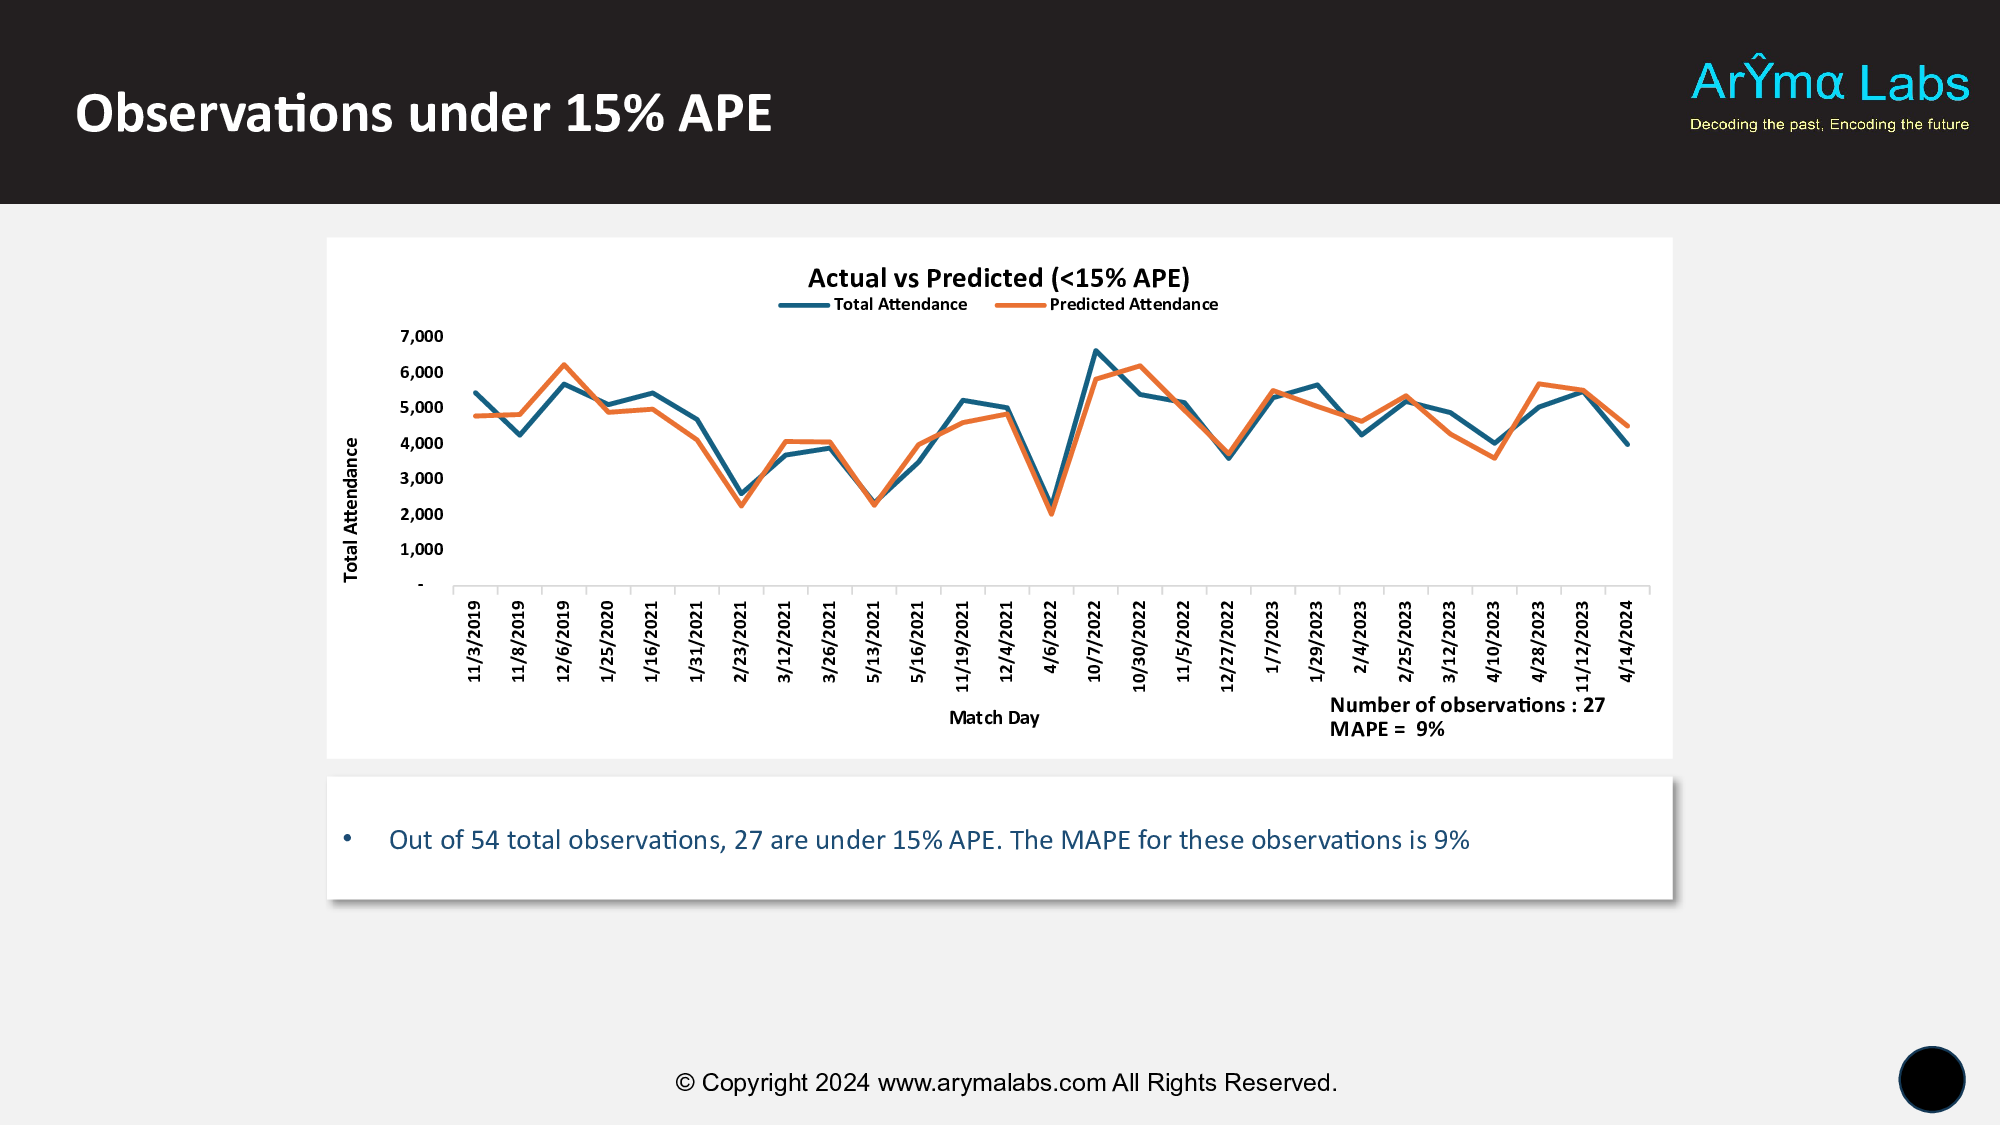 Observations under 15% APE
ArŶmα Labs
Decoding the past, Encoding the future
Actual vs Predicted (<15% APE)
Total Attendance
Predicted Attendance
7,000
6,000
5,000
4,000
3,000
2,000
1,000
-
Total Attendance
11/3/2019
11/8/2019
12/6/2019
1/25/2020
1/16/2021
1/31/2021
2/23/2021
3/12/2021
3/26/2021
5/13/2021
5/16/2021
11/19/2021
12/4/2021
4/6/2022
10/7/2022
10/30/2022
11/5/2022
12/27/2022
1/7/2023
1/29/2023
2/4/2023
2/25/2023
3/12/2023
4/10/2023
4/28/2023
11/12/2023
4/14/2024
Match Day
Number of observations : 27
MAPE = 9%
• Out of 54 total observations, 27 are under 15% APE. The MAPE for these observations is 9%
© Copyright 2024 www.arymalabs.com All Rights Reserved.